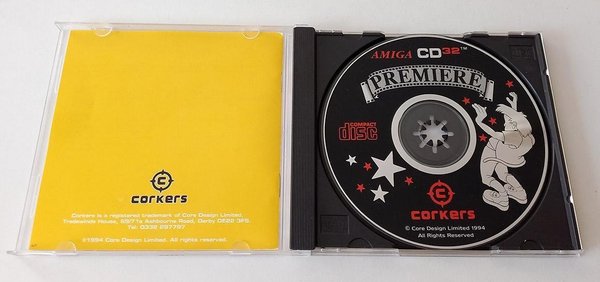 corkers
Corkers is a registered trademark of Core Design Limited.
Tradewinds House, 69/71a Ashbourne Road, Derby DE22 3FS.
Tel: 0332 297797
©1994 Core Design Limited. All rights reserved.
AMIGA CD32™
PREMIERE
COMPACT
disc
corkers
© Core Design Limited 1994
All Rights Reserved